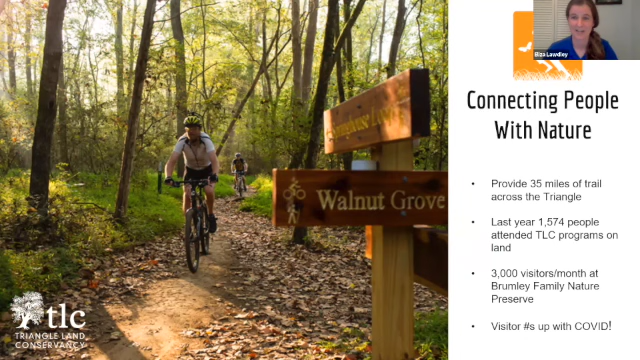 Biza Lawdley
Connecting People
With Nature
Walnut Grove
• Provide 35 miles of trail
across the Triangle
• Last year 1,574 people
attended TLC programs on
land
• 3,000 visitors/month at
Brumley Family Nature
Preserve
• Visitor #s up with COVID!
tlc
TRIANGLE LAND
CONSERVANCY